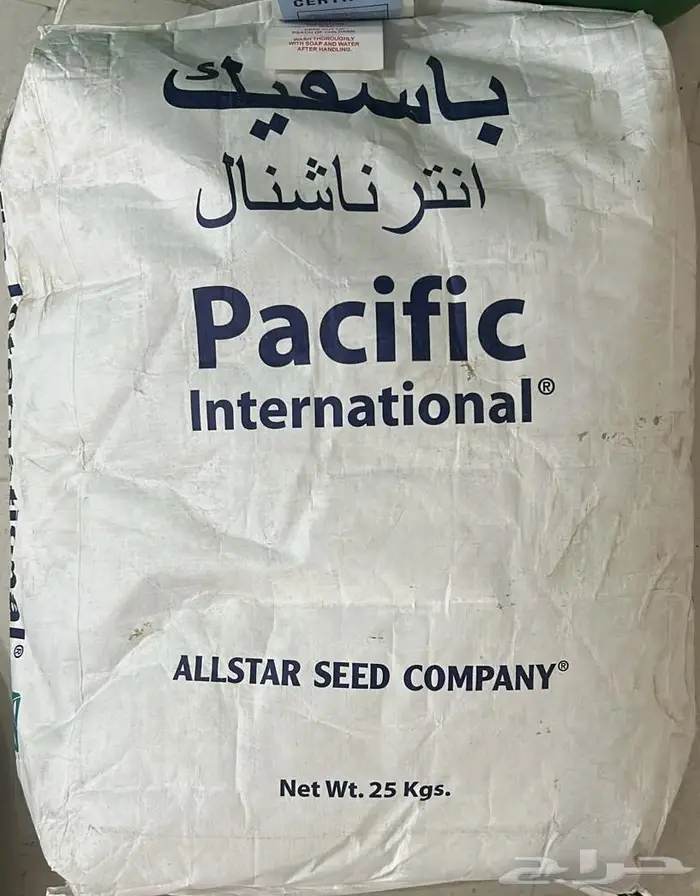 WASH THOROUGHLY
WITH SOAP AND WATER
AFTER HANDLING.
باسفيك
انترناشنال
Pacific
International®
ALLSTAR SEED COMPANY®
Net Wt. 25 Kgs.
حراج